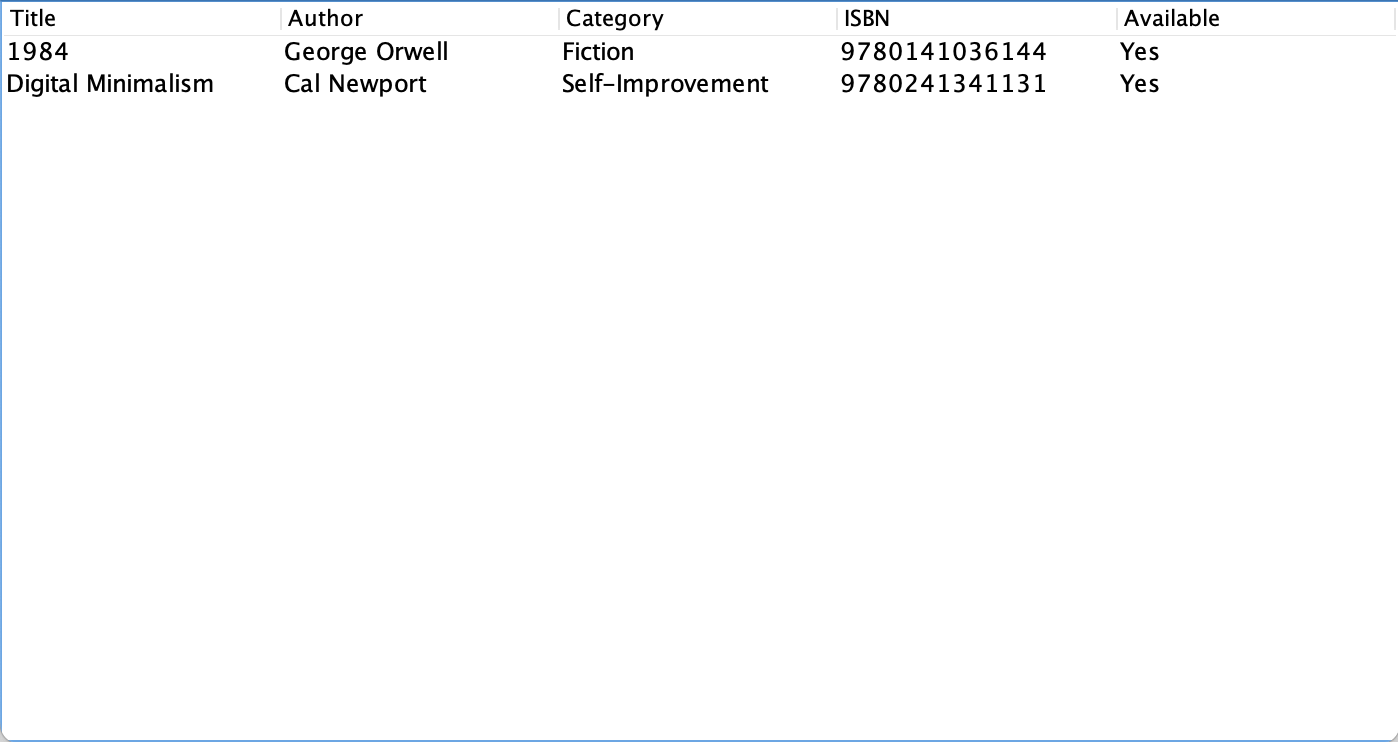 Title Author Category ISBN Available
1984 George Orwell Fiction 9780141036144 Yes
Digital Minimalism Cal Newport Self-Improvement 9780241341131 Yes